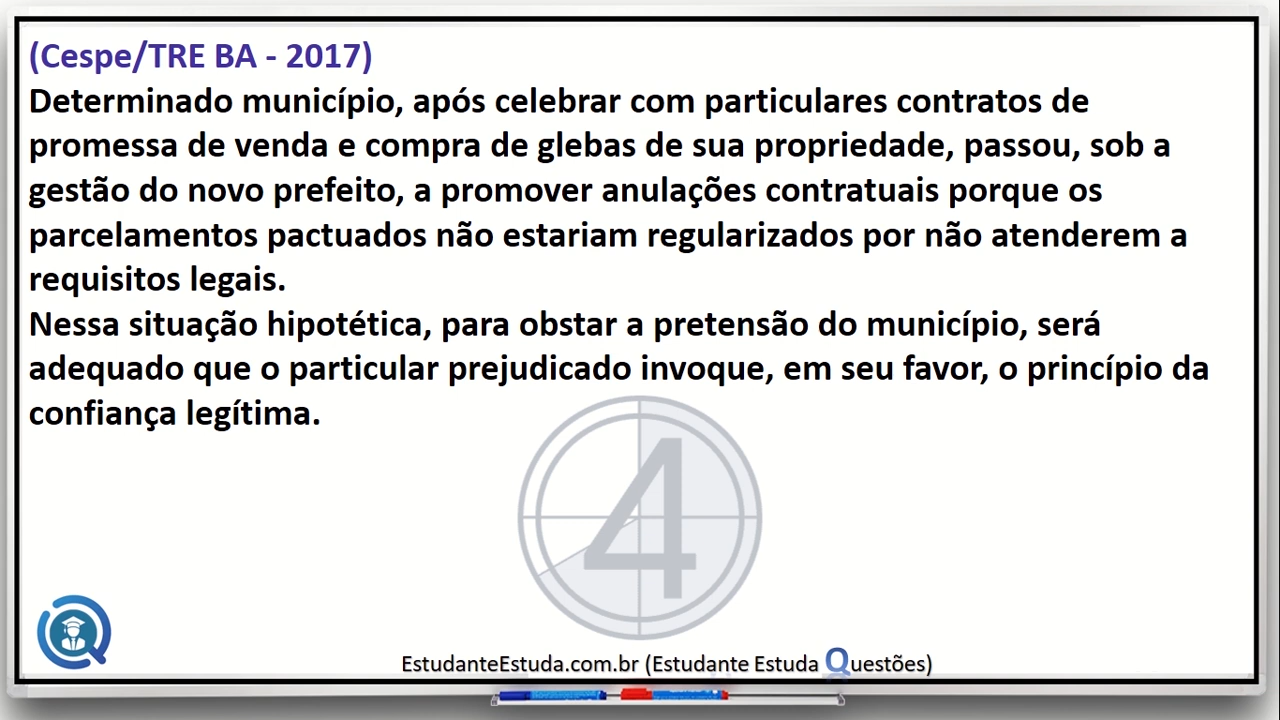 (Cespe/TRE BA - 2017)
Determinado município, após celebrar com particulares contratos de
promessa de venda e compra de glebas de sua propriedade, passou, sob a
gestão do novo prefeito, a promover anulações contratuais porque os
parcelamentos pactuados não estariam regularizados por não atenderem a
requisitos legais.
Nessa situação hipotética, para obstar a pretensão do município, será
adequado que o particular prejudicado invoque, em seu favor, o princípio da
confiança legítima.
4
EstudanteEstuda.com.br (Estudante Estuda Questões)